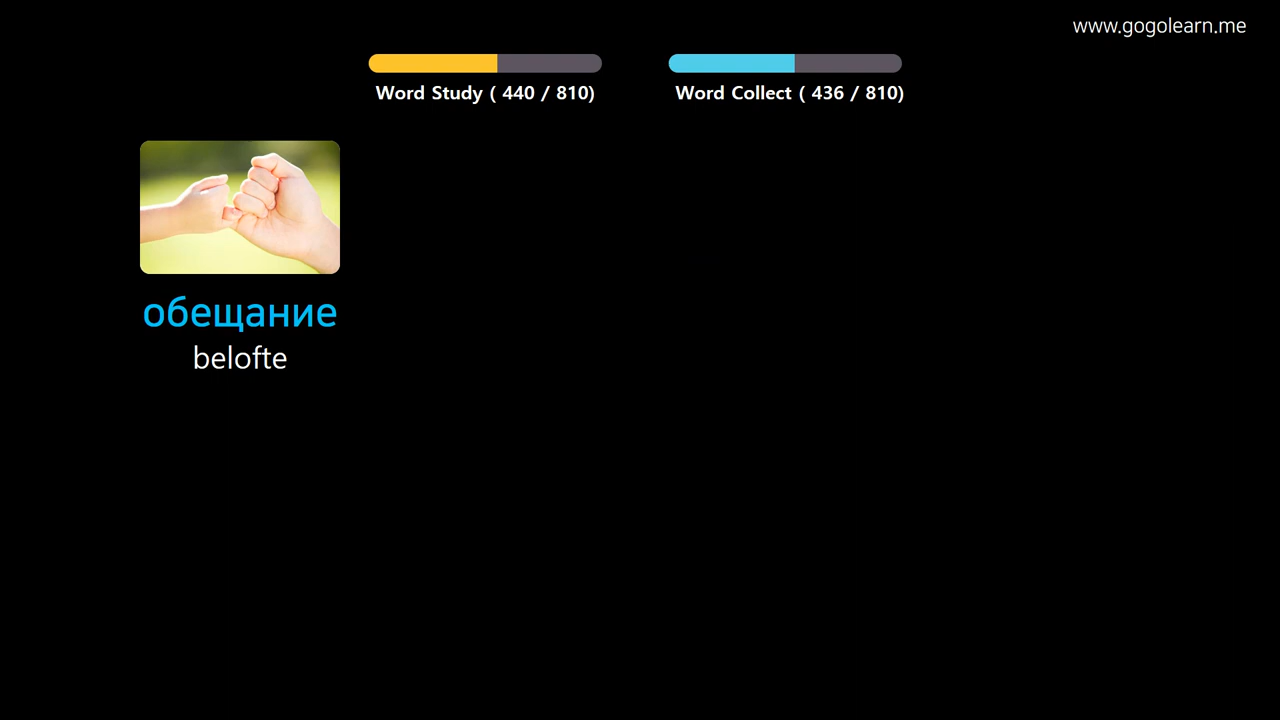 www.gogolearn.me
Word Study ( 440 / 810)
Word Collect ( 436 / 810)
обещание
belofte